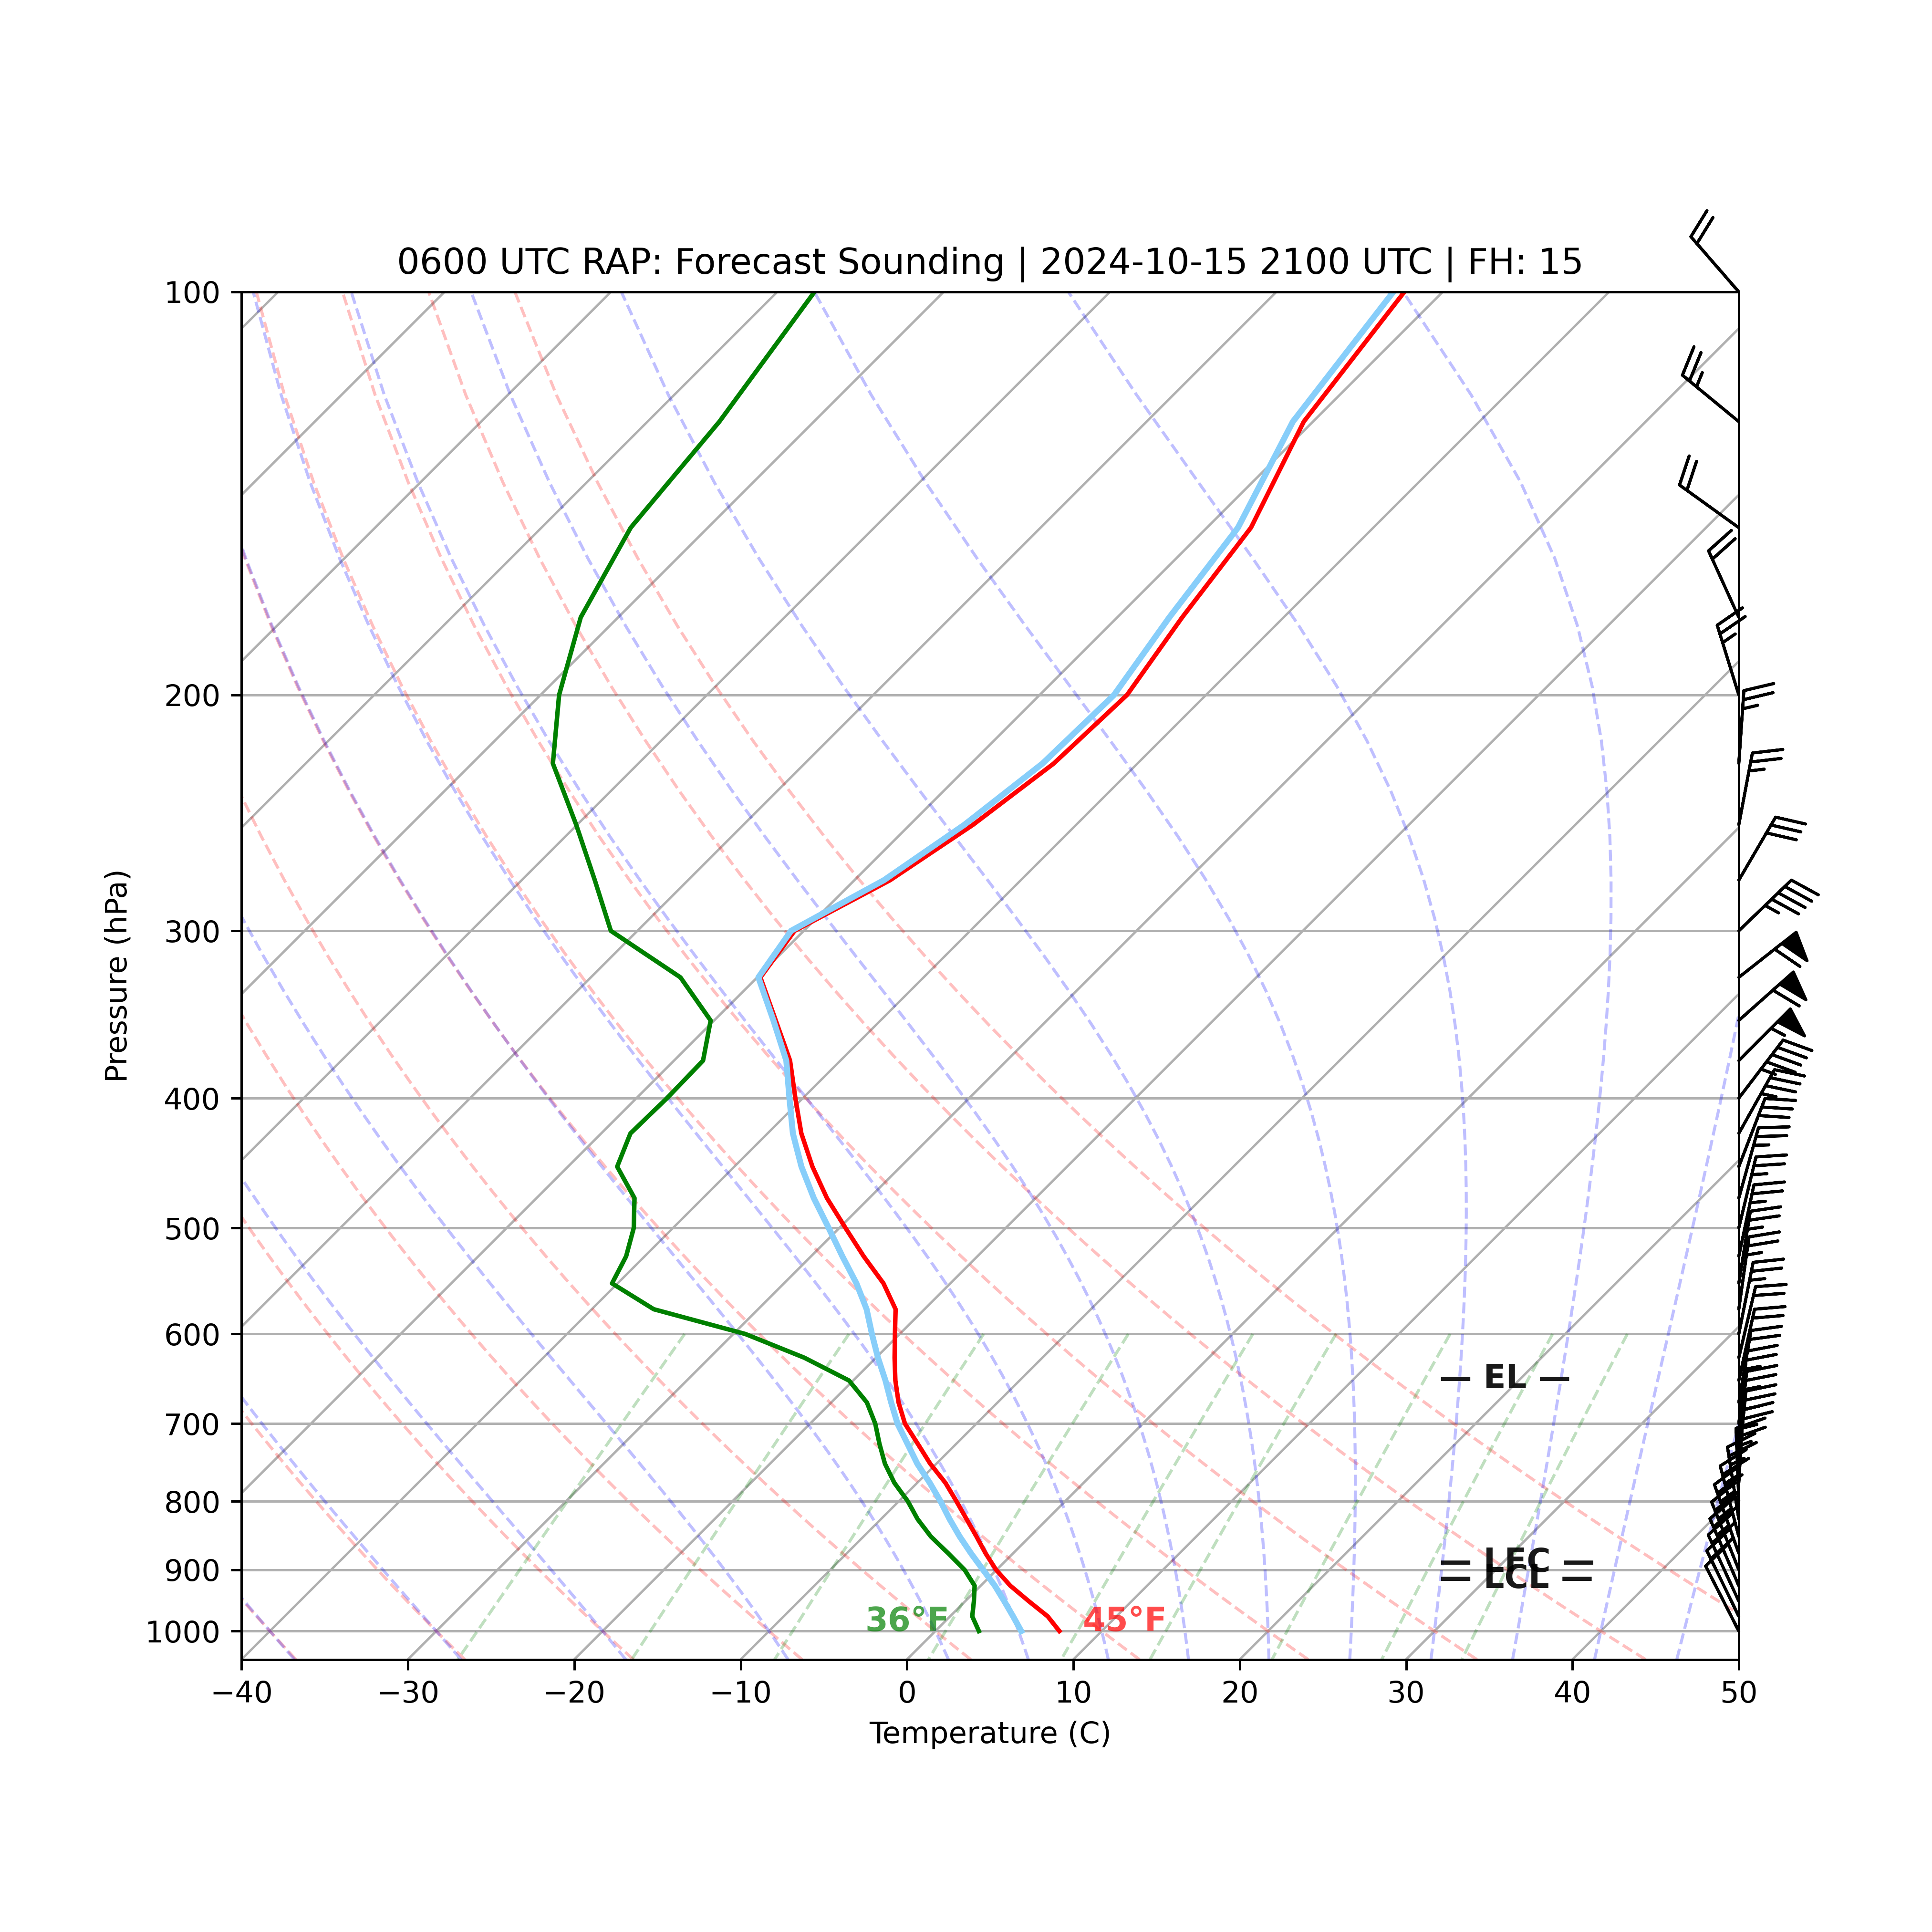 0600 UTC RAP: Forecast Sounding | 2024-10-15 2100 UTC | FH: 15
100
200
300
400
500
600
700
800
900
1000
Pressure (hPa)
— EL —
— LFC —
— LCL —
36°F
45°F
−40
−30
−20
−10
0
10
20
30
40
50
Temperature (C)